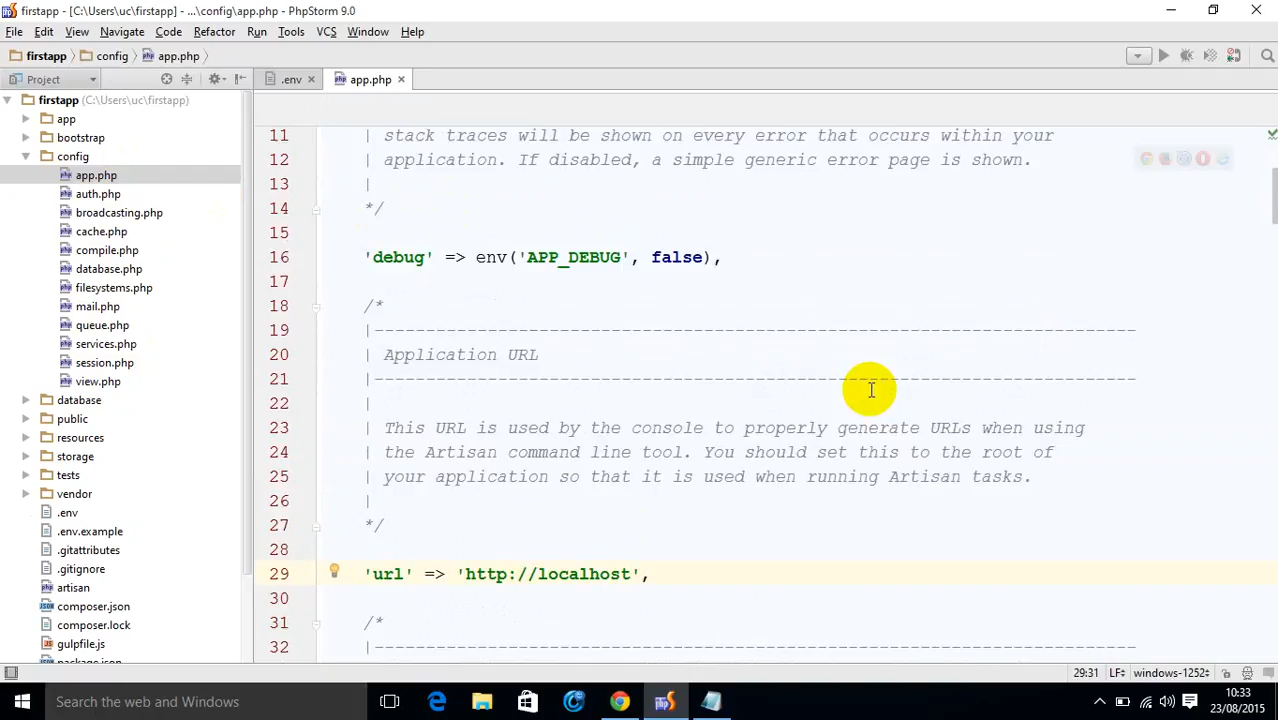 firstapp - [C:\Users\uc\firstapp] - ...\config\app.php - PhpStorm 9.0
File Edit View Navigate Code Refactor Run Tools VCS Window Help
firstapp config app.php
Project .env app.php
firstapp (C:\Users\uc\firstapp)
app
bootstrap
config
app.php
auth.php
broadcasting.php
cache.php
compile.php
database.php
filesystems.php
mail.php
queue.php
services.php
session.php
view.php
database
public
resources
storage
tests
vendor
.env
.env.example
.gitattributes
.gitignore
artisan
composer.json
composer.lock
gulpfile.js
package.json
11 | stack traces will be shown on every error that occurs within your
12 | application. If disabled, a simple generic error page is shown.
13 |
14 */
15
16 'debug' => env('APP_DEBUG', false),
17
18 /*
19 |--------------------------------------------------------------------------
20 | Application URL
21 |--------------------------------------------------------------------------
22 |
23 | This URL is used by the console to properly generate URLs when using
24 | the Artisan command line tool. You should set this to the root of
25 | your application so that it is used when running Artisan tasks.
26 |
27 */
28
29 'url' => 'http://localhost',
30
31 /*
32 |--------------------------------------------------------------------------
29:31 LF windows-1252
Search the web and Windows
10:33
23/08/2015